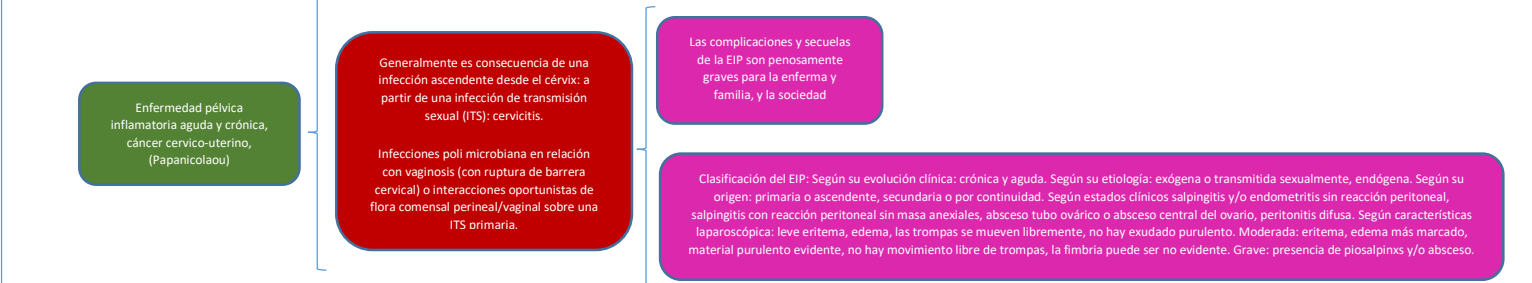 Enfermedad pélvica
inflamatoria aguda y crónica,
cáncer cervico-uterino,
(Papanicolaou)
Generalmente es consecuencia de una
infección ascendente desde el cérvix: a
partir de una infección de transmisión
sexual (ITS): cervicitis.
Infecciones poli microbiana en relación
con vaginosis (con ruptura de barrera
cervical) o interacciones oportunistas de
flora comensal perineal/vaginal sobre una
ITS primaria.
Las complicaciones y secuelas
de la EIP son penosamente
graves para la enferma y
familia, y la sociedad
Clasificación del EIP: Según su evolución clínica: crónica y aguda. Según su etiología: exógena o transmitida sexualmente, endógena. Según su
origen: primaria o ascendente, secundaria o por continuidad. Según estados clínicos salpingitis y/o endometritis sin reacción peritoneal,
salpingitis con reacción peritoneal sin masa anexiales, absceso tubo ovárico o absceso central del ovario, peritonitis difusa. Según características
laparoscópica: leve eritema, edema, las trompas se mueven libremente, no hay exudado purulento. Moderada: eritema, edema más marcado,
material purulento evidente, no hay movimiento libre de trompas, la fimbria puede ser no evidente. Grave: presencia de piosalpinxs y/o absceso.